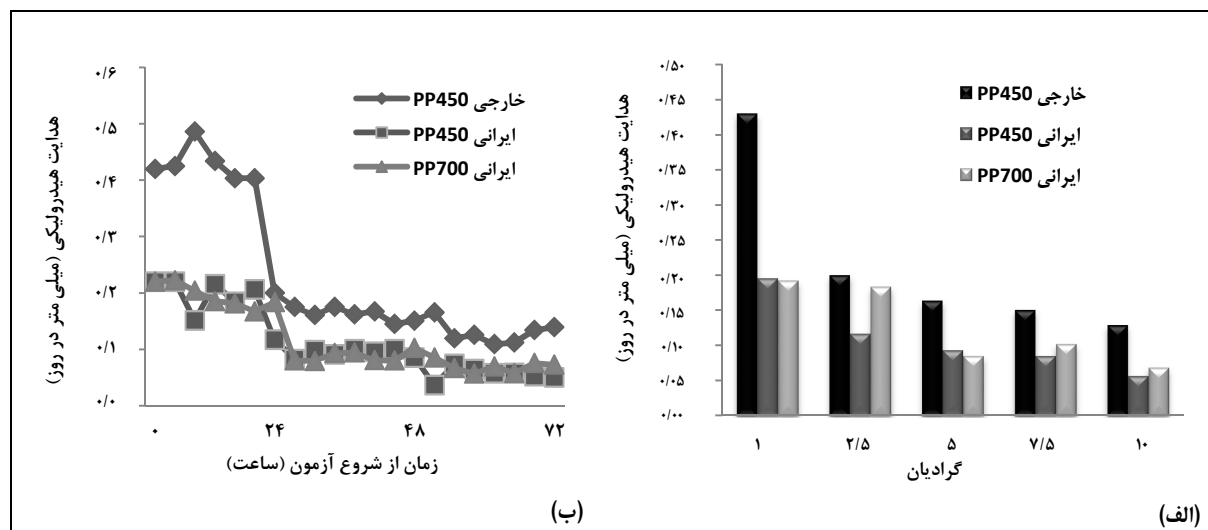 هدایت هیدرولیکی (میلی متر در روز)
۰/۵۰
۰/۴۵
۰/۴۰
۰/۳۵
۰/۳۰
۰/۲۵
۰/۲۰
۰/۱۵
۰/۱۰
۰/۰۵
۰/۰۰
خارجی PP450
ایرانی PP450
ایرانی PP700
۱ ۲/۵ ۵ ۷/۵ ۱۰
گرادیان
(الف)
هدایت هیدرولیکی (میلی متر در روز)
۰/۶
۰/۵
۰/۴
۰/۳
۰/۲
۰/۱
۰/۰
خارجی PP450
ایرانی PP450
ایرانی PP700
۰ ۲۴ ۴۸ ۷۲
زمان از شروع آزمون (ساعت)
(ب)